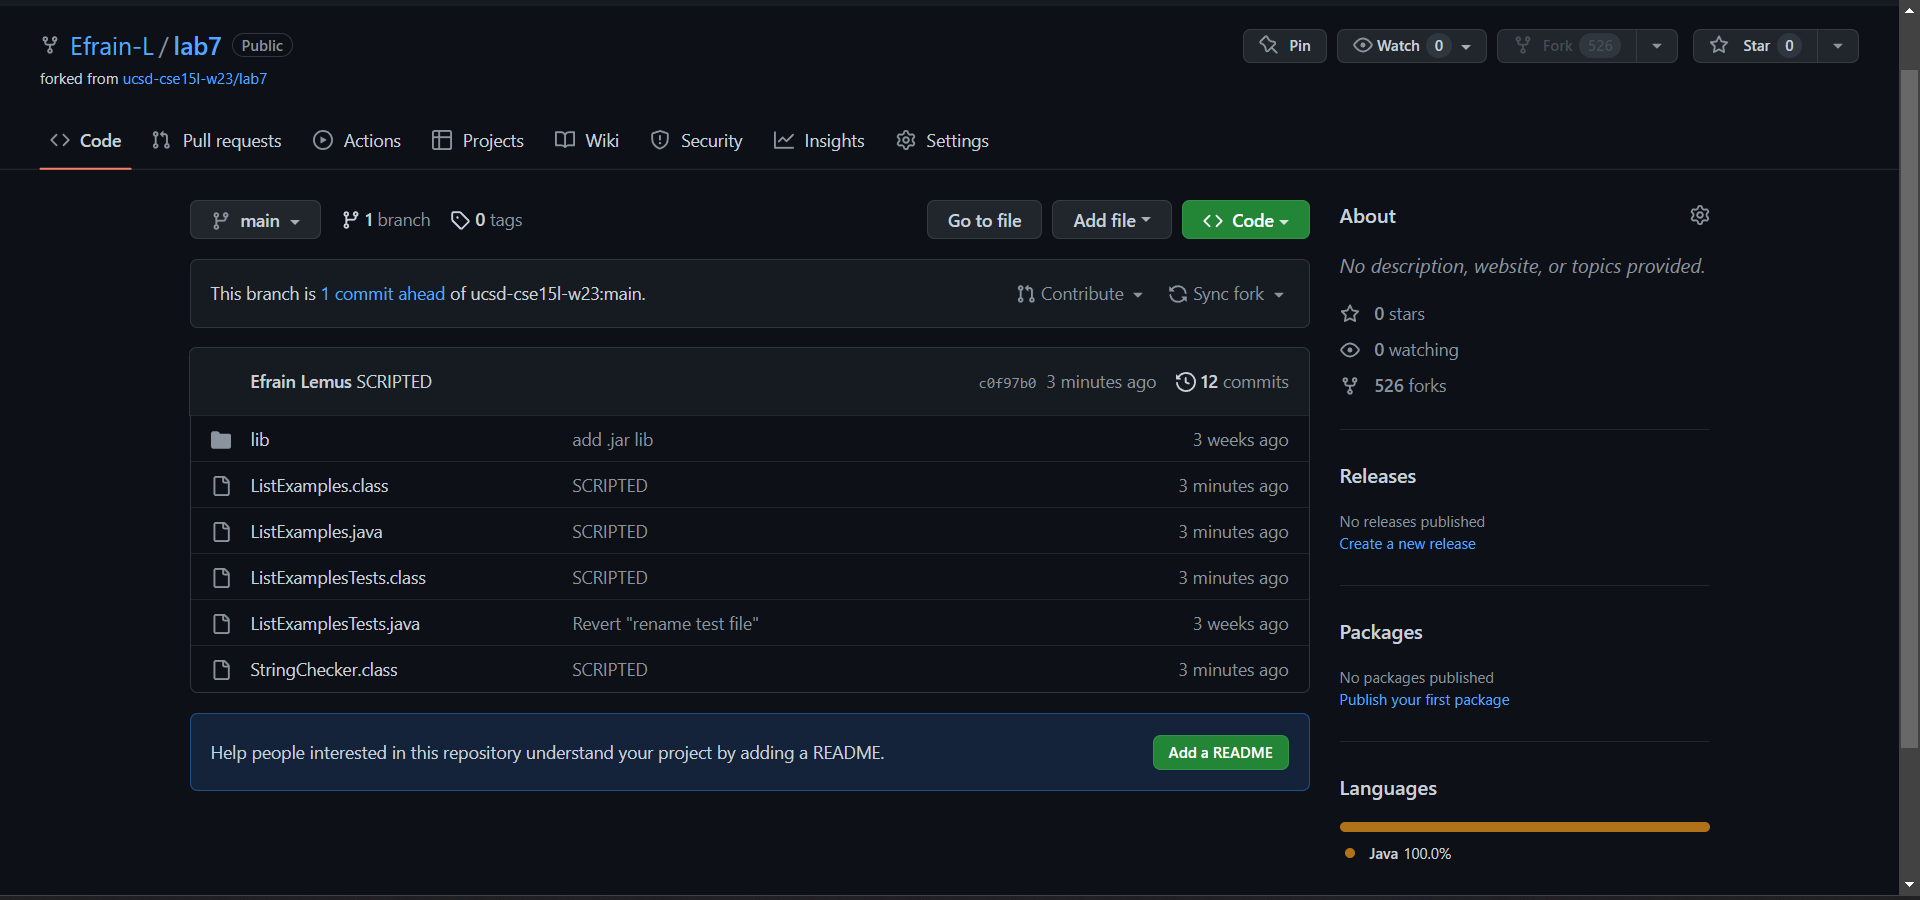 Efrain-L / lab7 Public
Pin
Watch 0
Fork 526
Star 0
forked from ucsd-cse15l-w23/lab7
Code
Pull requests
Actions
Projects
Wiki
Security
Insights
Settings
main
1 branch
0 tags
Go to file
Add file
Code
This branch is 1 commit ahead of ucsd-cse15l-w23:main.
Contribute
Sync fork
Efrain Lemus SCRIPTED
c0f97b0 3 minutes ago
12 commits
lib add .jar lib 3 weeks ago
ListExamples.class SCRIPTED 3 minutes ago
ListExamples.java SCRIPTED 3 minutes ago
ListExamplesTests.class SCRIPTED 3 minutes ago
ListExamplesTests.java Revert "rename test file" 3 weeks ago
StringChecker.class SCRIPTED 3 minutes ago
Help people interested in this repository understand your project by adding a README.
Add a README
About
No description, website, or topics provided.
0 stars
0 watching
526 forks
Releases
No releases published
Create a new release
Packages
No packages published
Publish your first package
Languages
Java 100.0%